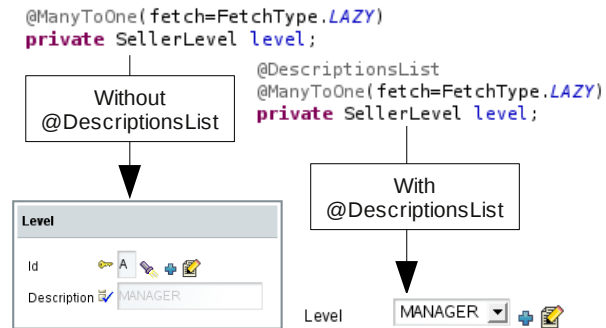 @ManyToOne(fetch=FetchType.LAZY)
private SellerLevel level;
Without
@DescriptionsList
Level
Id A
Description MANAGER
@DescriptionsList
@ManyToOne(fetch=FetchType.LAZY)
private SellerLevel level;
With
@DescriptionsList
Level MANAGER